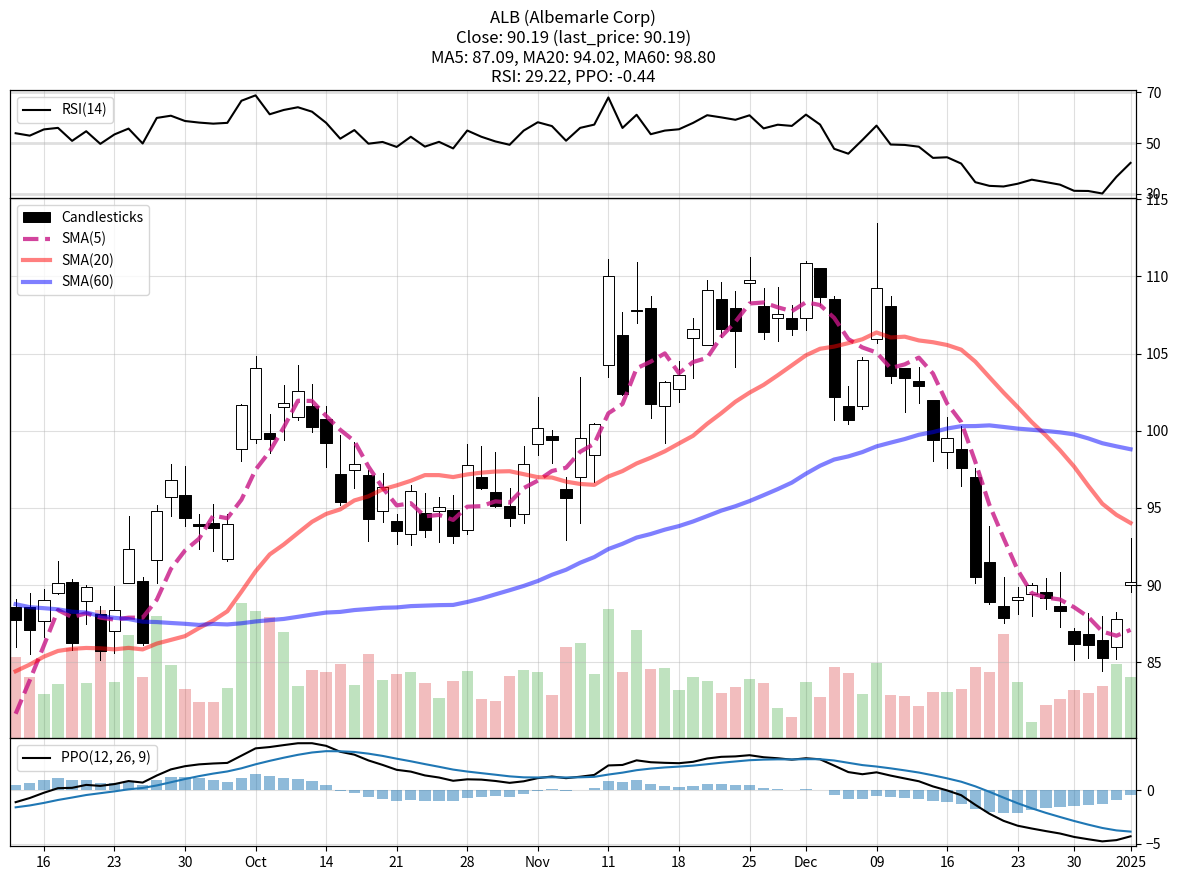 ALB (Albemarle Corp)
Close: 90.19 (last_price: 90.19)
MA5: 87.09, MA20: 94.02, MA60: 98.80
RSI: 29.22, PPO: -0.44
RSI(14)
70
50
30
Candlesticks
SMA(5)
SMA(20)
SMA(60)
115
110
105
100
95
90
85
PPO(12, 26, 9)
0
−5
16 23 30 Oct 14 21 28 Nov 11 18 25 Dec 09 16 23 30 2025